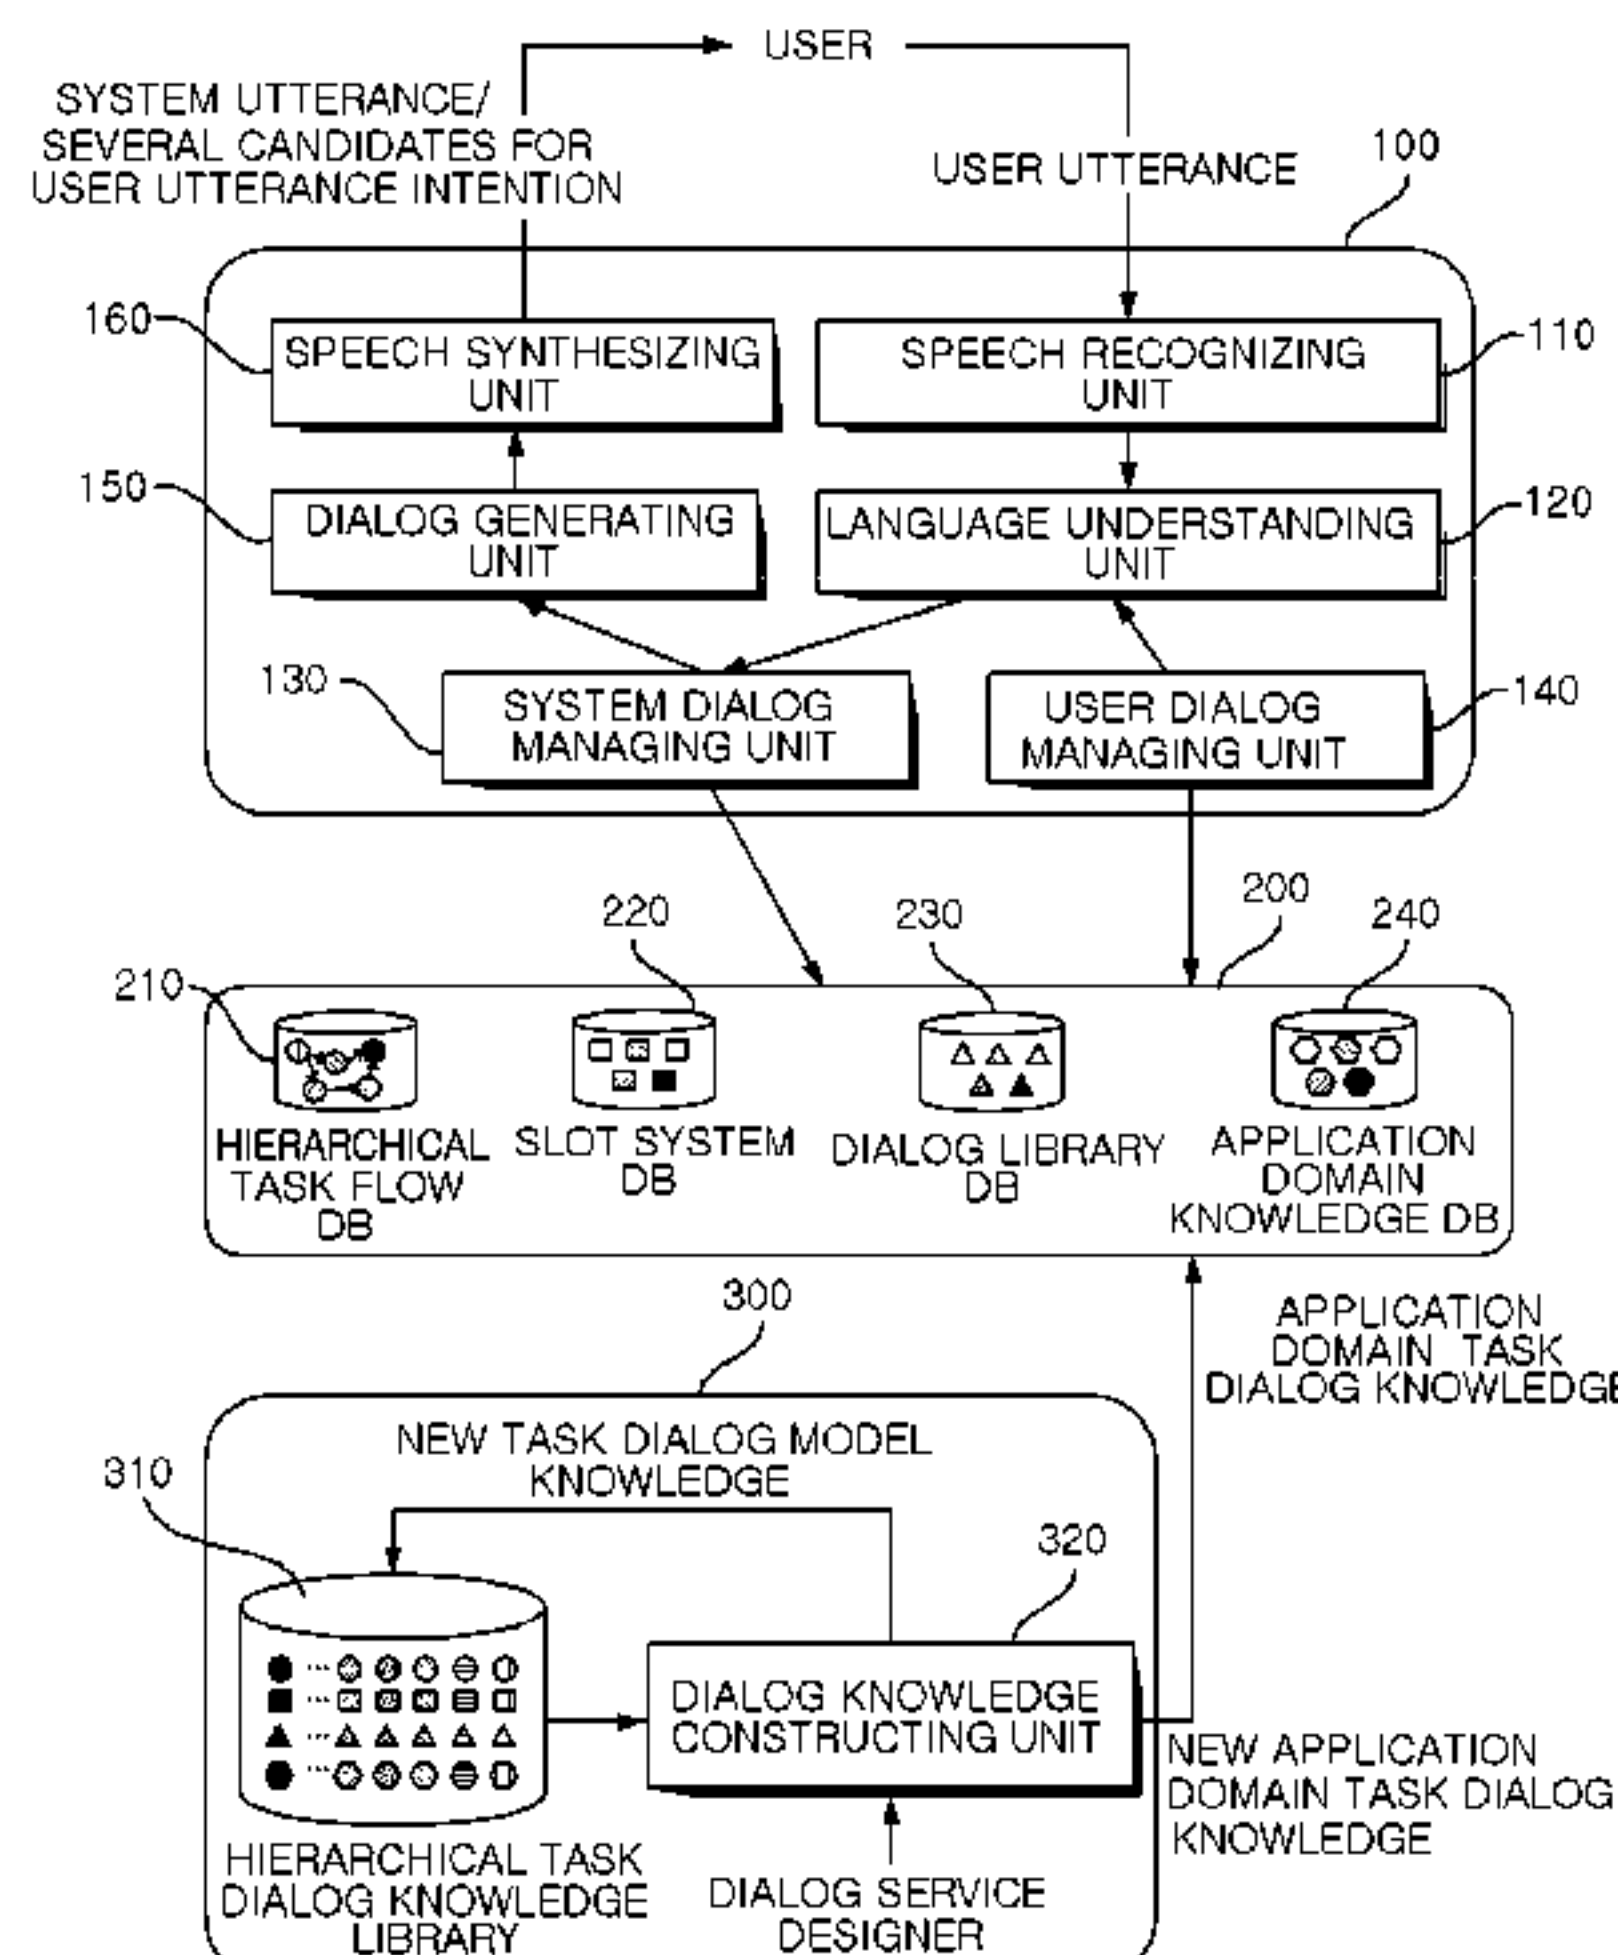 USER
SYSTEM UTTERANCE/
SEVERAL CANDIDATES FOR
USER UTTERANCE INTENTION
USER UTTERANCE
100
160
SPEECH SYNTHESIZING
UNIT
SPEECH RECOGNIZING
UNIT
110
150
DIALOG GENERATING
UNIT
LANGUAGE UNDERSTANDING
UNIT
120
130
SYSTEM DIALOG
MANAGING UNIT
USER DIALOG
MANAGING UNIT
140
200
210
220
230
240
HIERARCHICAL
TASK FLOW
DB
SLOT SYSTEM
DB
DIALOG LIBRARY
DB
APPLICATION
DOMAIN
KNOWLEDGE DB
300
APPLICATION
DOMAIN TASK
DIALOG KNOWLEDGE
NEW TASK DIALOG MODEL
KNOWLEDGE
310
320
DIALOG KNOWLEDGE
CONSTRUCTING UNIT
NEW APPLICATION
DOMAIN TASK DIALOG
KNOWLEDGE
HIERARCHICAL TASK
DIALOG KNOWLEDGE
LIBRARY
DIALOG SERVICE
DESIGNER